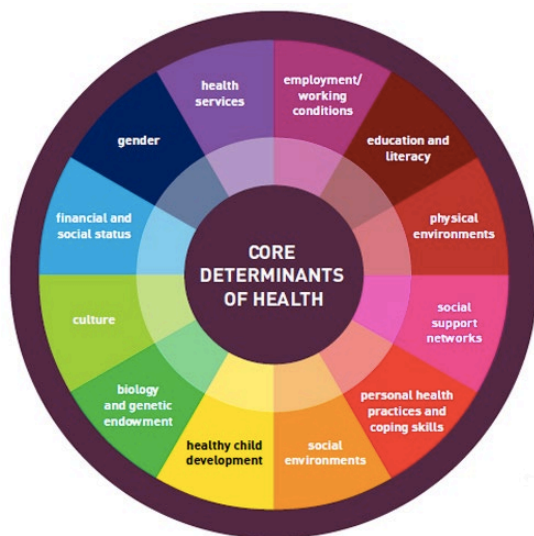 CORE
DETERMINANTS
OF HEALTH
employment/
working
conditions
education and
literacy
physical
environments
social
support
networks
personal health
practices and
coping skills
social
environments
healthy child
development
biology
and genetic
endowment
culture
financial and
social status
gender
health
services